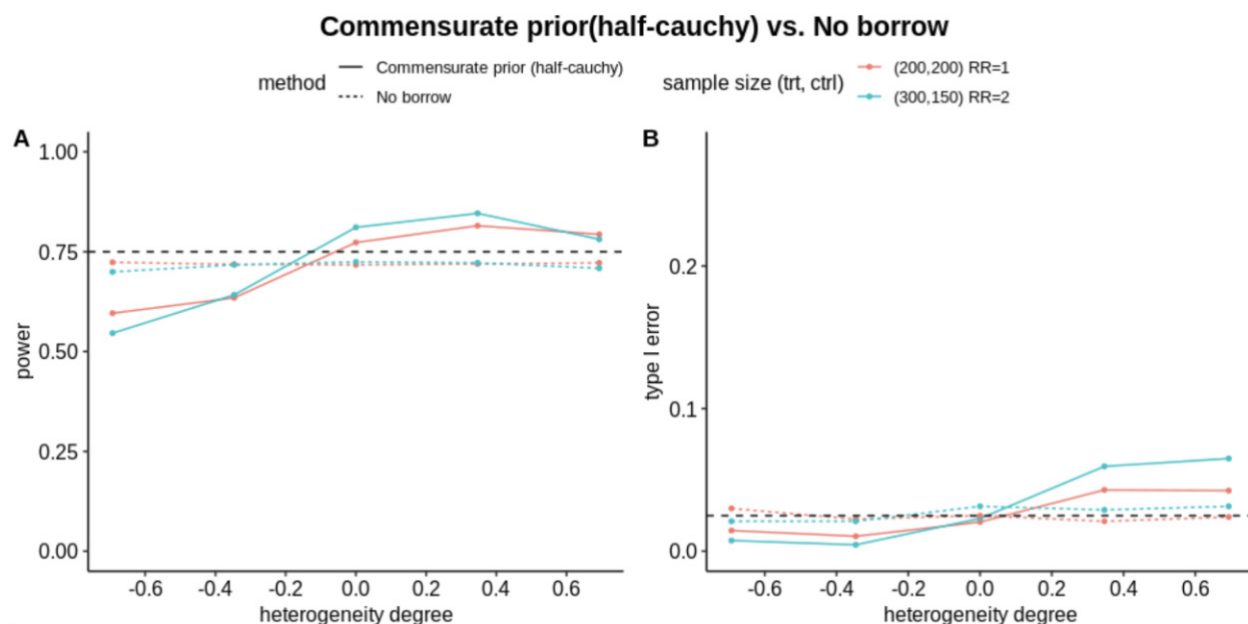 Commensurate prior(half-cauchy) vs. No borrow
method
Commensurate prior (half-cauchy)
No borrow
sample size (trt, ctrl)
(200,200) RR=1
(300,150) RR=2
A
1.00
0.75
0.50
0.25
0.00
power
-0.6 -0.4 -0.2 0.0 0.2 0.4 0.6
heterogeneity degree
B
0.2
0.1
0.0
type I error
-0.6 -0.4 -0.2 0.0 0.2 0.4 0.6
heterogeneity degree